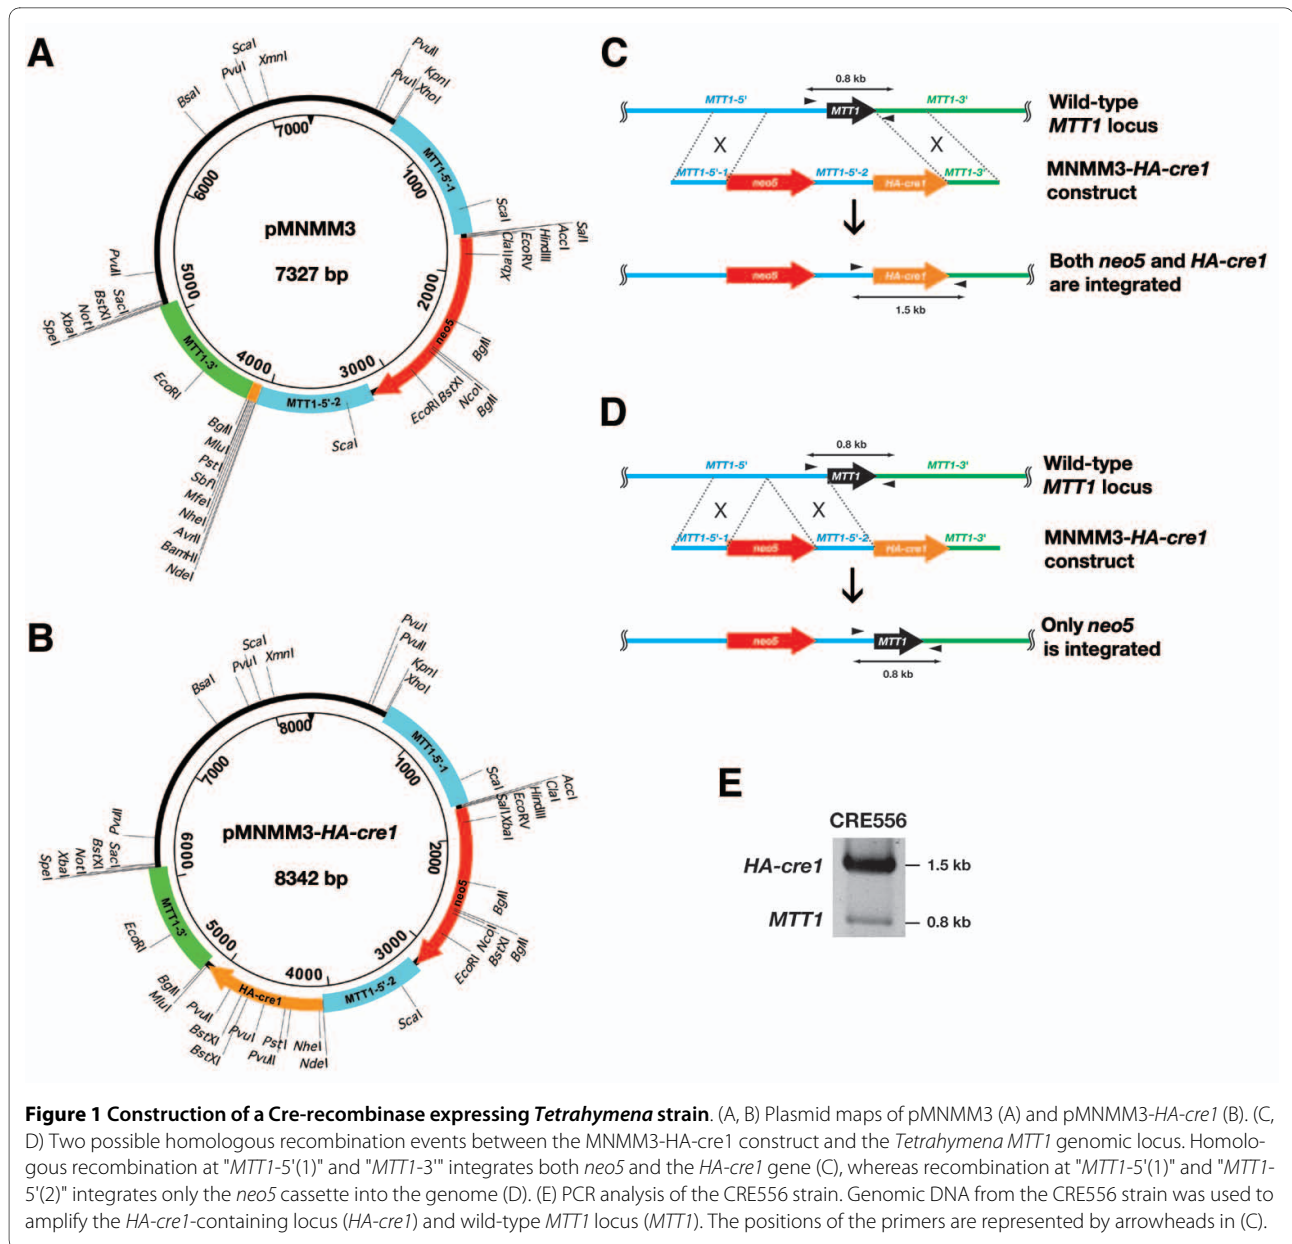 A
PvuII
ScaI
PvuI
XmnI
BsaI
PvuI
KpnI
XhoI
7000
MTT1-5'-1
1000
6000
ScaI
SalI
AccI
HindIII
EcoRV
ClaI
XbaI
pMNMM3
7327 bp
PvuII
5000
2000
SacI
BstXI
NotI
XbaI
SpeI
MTT1-3'
4000
3000
neo5
BglII
EcoRI
MTT1-5'-2
EcoRI
BstXI
NcoI
BglII
ScaI
BglII
MluI
PstI
SbfI
MfeI
NheI
AvrII
BamHI
NdeI
B
PvuI
PvuII
ScaI
PvuI
XmnI
BsaI
KpnI
XhoI
8000
MTT1-5'-1
1000
7000
ScaI
SalI
XbaI
EcoRV
HindIII
ClaI
AccI
pMNMM3-HA-cre1
8342 bp
PvuII
SacI
BstXI
NotI
XbaI
SpeI
6000
2000
MTT1-3'
5000
4000
3000
neo5
BglII
EcoRI
NcoI
BstXI
BglII
EcoRI
BglII
MluI
HA-cre1
MTT1-5'-2
ScaI
PvuII
BstXI
BstXI
PvuI
PvuII
PstI
NheI
NdeI
C
0.8 kb
MTT1-5'
MTT1
MTT1-3'
Wild-type
MTT1 locus
X
X
MTT1-5'-1
neo5
MTT1-5'-2
HA-cre1
MTT1-3'
MNMM3-HA-cre1
construct
neo5
HA-cre1
1.5 kb
Both neo5 and HA-cre1
are integrated
D
0.8 kb
MTT1-5'
MTT1
MTT1-3'
Wild-type
MTT1 locus
X
X
MTT1-5'-1
neo5
MTT1-5'-2
HA-cre1
MTT1-3'
MNMM3-HA-cre1
construct
neo5
MTT1
0.8 kb
Only neo5
is integrated
E
CRE556
HA-cre1
1.5 kb
MTT1
0.8 kb
Figure 1 Construction of a Cre-recombinase expressing Tetrahymena strain. (A, B) Plasmid maps of pMNMM3 (A) and pMNMM3-HA-cre1 (B). (C,
D) Two possible homologous recombination events between the MNMM3-HA-cre1 construct and the Tetrahymena MTT1 genomic locus. Homolo-
gous recombination at "MTT1-5'(1)" and "MTT1-3'" integrates both neo5 and the HA-cre1 gene (C), whereas recombination at "MTT1-5'(1)" and "MTT1-
5'(2)" integrates only the neo5 cassette into the genome (D). (E) PCR analysis of the CRE556 strain. Genomic DNA from the CRE556 strain was used to
amplify the HA-cre1-containing locus (HA-cre1) and wild-type MTT1 locus (MTT1). The positions of the primers are represented by arrowheads in (C).